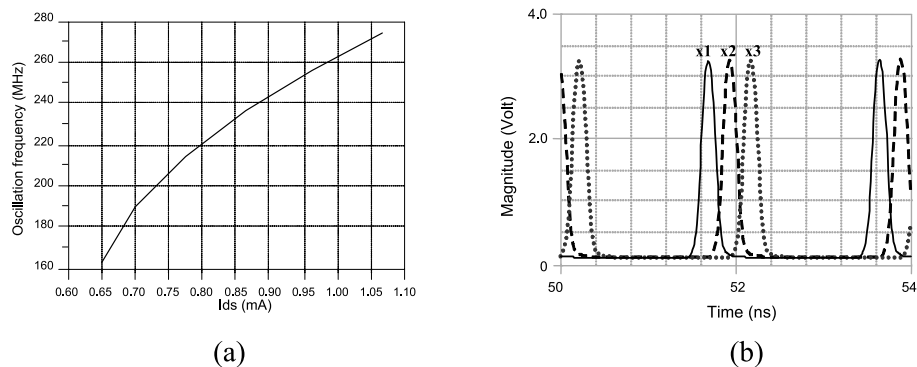 280
260
240
220
200
180
160
Oscillation frequency (MHz)
0.60 0.65 0.70 0.75 0.80 0.85 0.90 0.95 1.00 1.05 1.10
Ids (mA)
(a)
4.0
2.0
0
Magnitude (Volt)
x1 x2 x3
50 52 54
Time (ns)
(b)